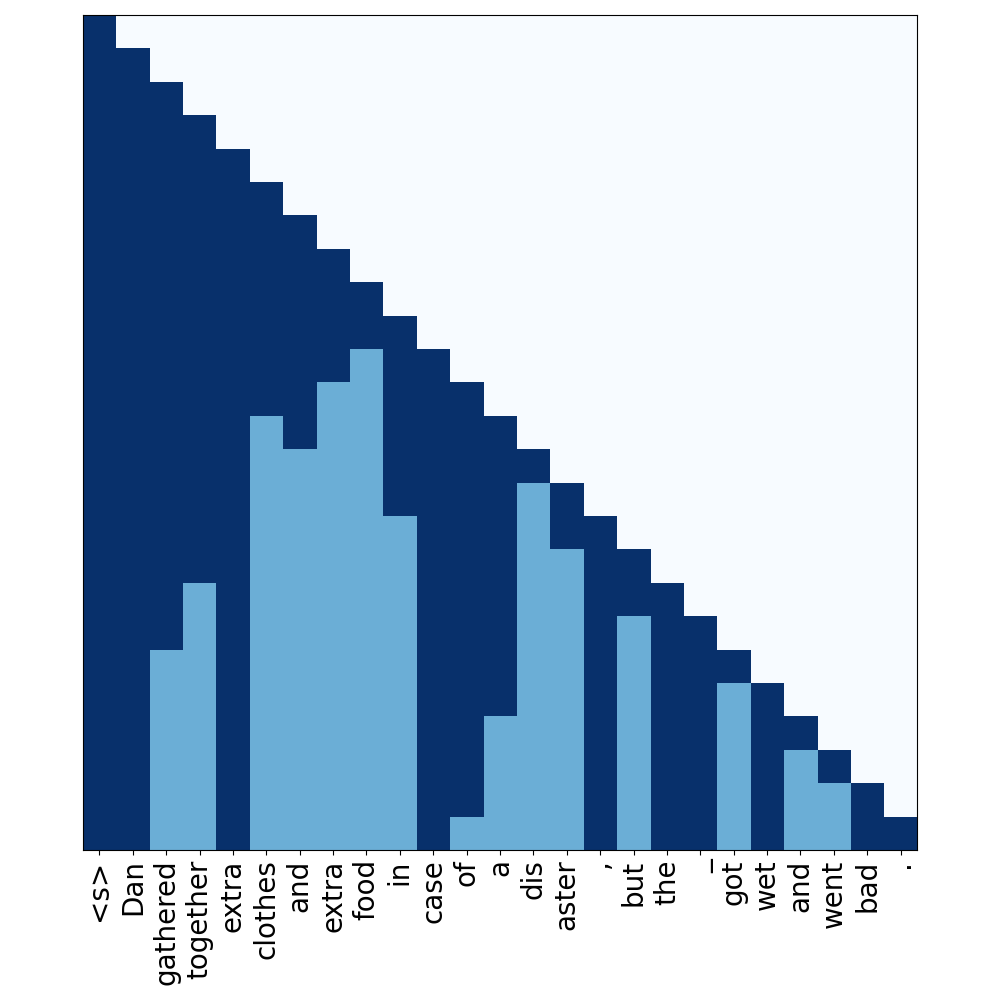 <s> Dan gathered together extra clothes and extra food in case of a dis aster , but the _ got wet and went bad .